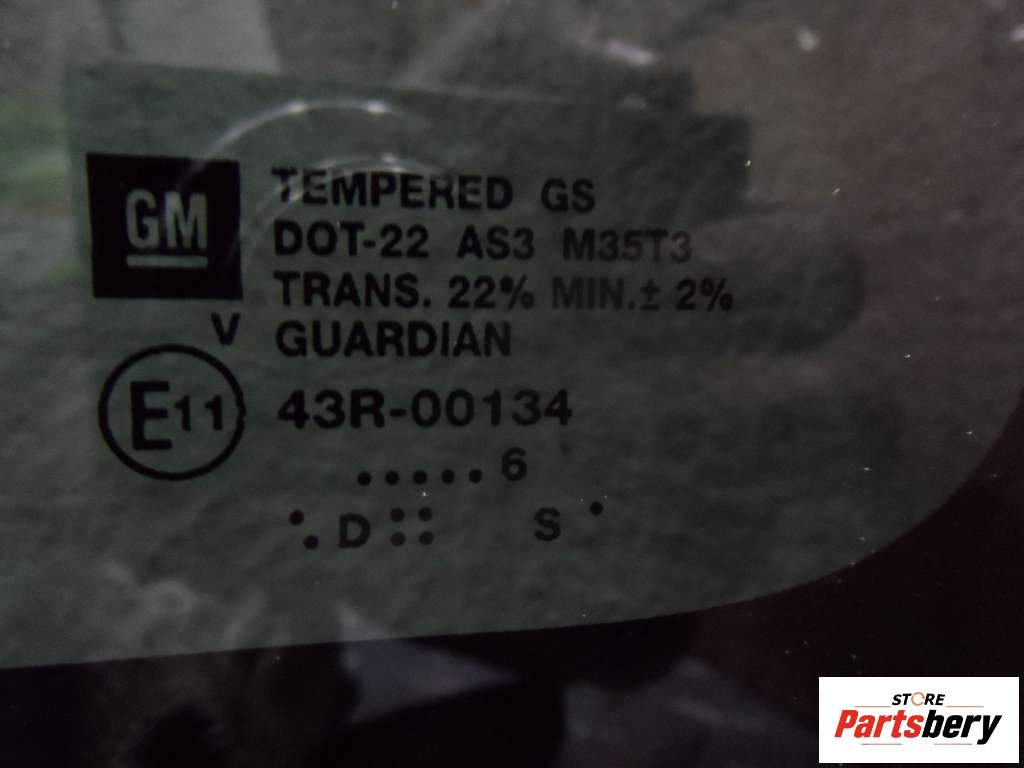 GM
TEMPERED GS
DOT-22 AS3 M35T3
TRANS. 22% MIN.± 2%
V GUARDIAN
E11 43R-00134
.....6
D :: S
STORE
Partsbery